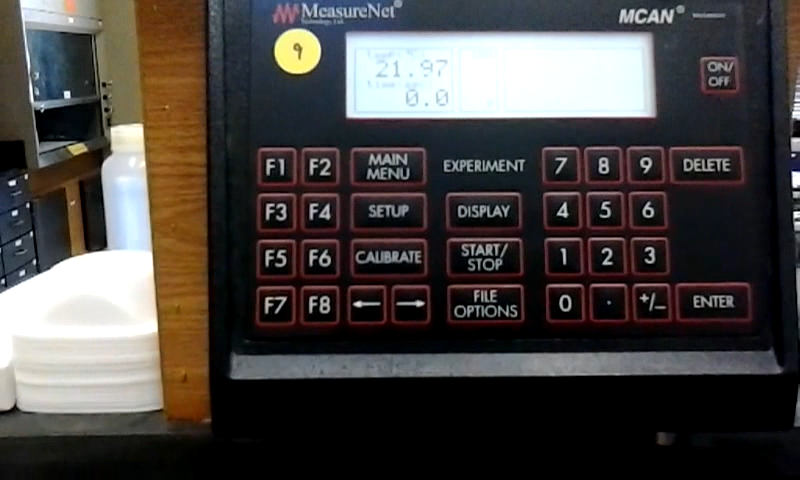 MeasureNet®
Technology, Ltd.
MCAN®
9
21.97
0.0
ON/
OFF
F1 F2 MAIN MENU EXPERIMENT 7 8 9 DELETE
F3 F4 SETUP DISPLAY 4 5 6
F5 F6 CALIBRATE START/ STOP 1 2 3
F7 F8 ← → FILE OPTIONS 0 . +/- ENTER